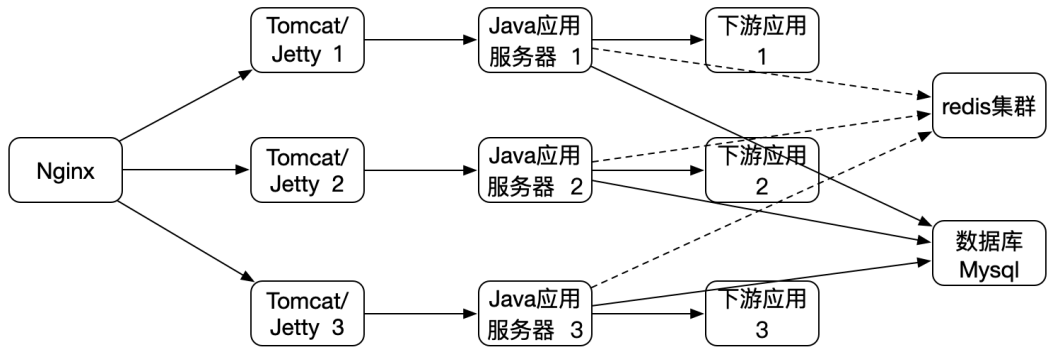 Tomcat/
Jetty 1
Java应用
服务器 1
下游应用
1
redis集群
Nginx
Tomcat/
Jetty 2
Java应用
服务器 2
下游应用
2
数据库
Mysql
Tomcat/
Jetty 3
Java应用
服务器 3
下游应用
3